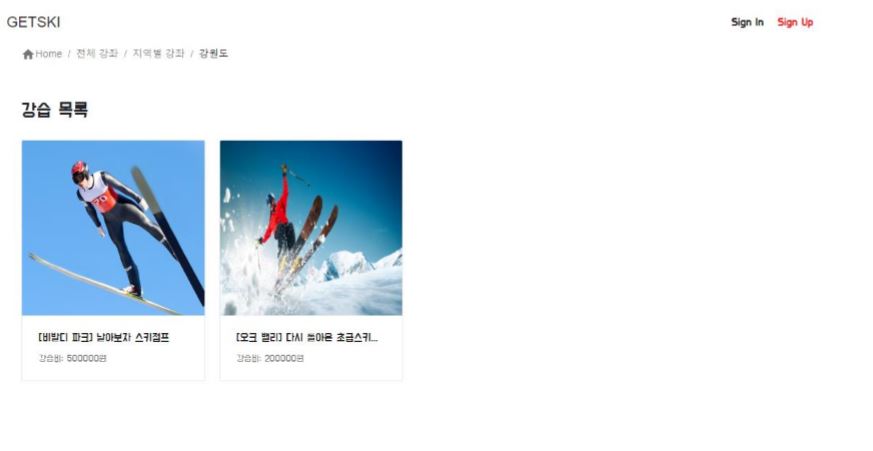 GETSKI
Sign In Sign Up
Home / 전체 강좌 / 지역별 강좌 / 강원도
강습 목록
70
[비발디 파크] 날아보자 스키점프
강습비: 500000원
[오크 밸리] 다시 돌아온 초급스키...
강습비: 200000원